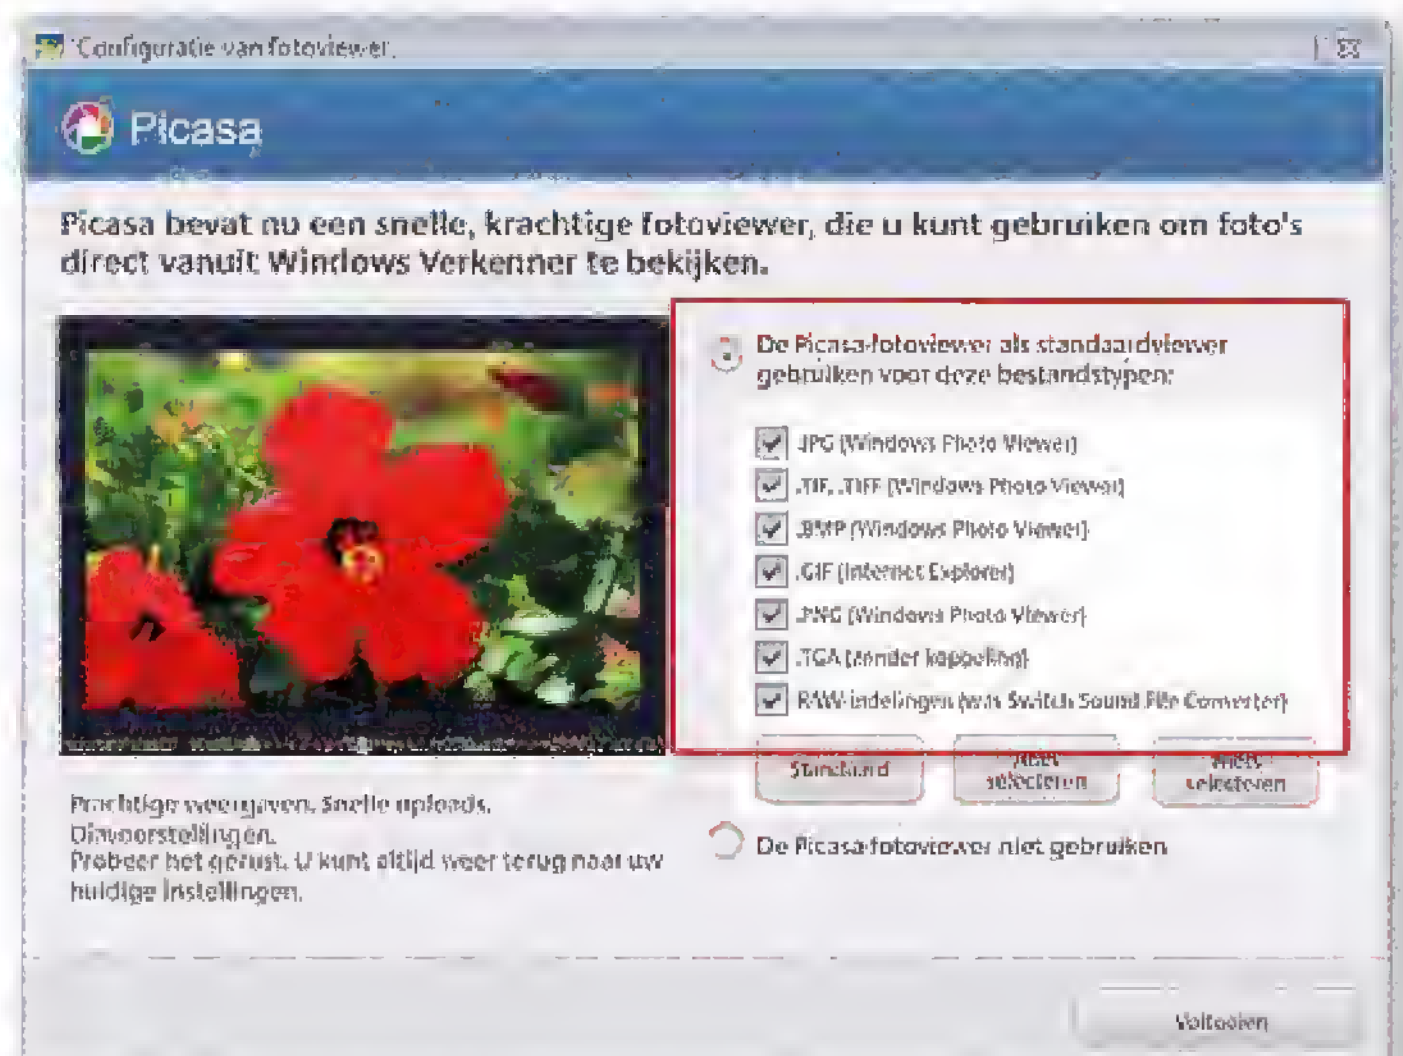 Configuratie van fotoviewer.
Picasa
Picasa bevat nu een snelle, krachtige fotoviewer, die u kunt gebruiken om foto's
direct vanuit Windows Verkenner te bekijken.
De Picasa-fotoviewer als standaardviewer
gebruiken voor deze bestandstypen:
.JPG (Windows Photo Viewer)
.TIF, .TIFF (Windows Photo Viewer)
.BMP (Windows Photo Viewer)
.GIF (Internet Explorer)
.PNG (Windows Photo Viewer)
.TGA (zonder koppeling)
RAW-indelingen (was Switch Sound File Converter)
Standaard
selecteren
selecteren
Prachtige weergaven. Snelle uploads.
Diavoorstellingen.
Probeer het gerust. U kunt altijd weer terug naar uw
huidige instellingen.
De Picasa-fotoviewer niet gebruiken
Voltooien